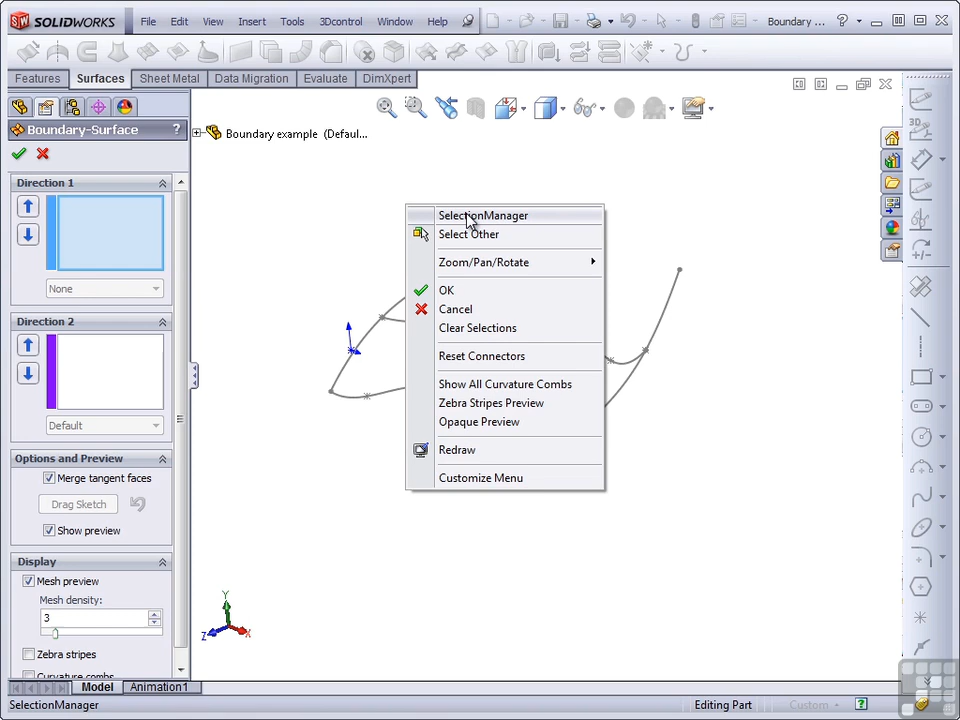 SOLIDWORKS File Edit View Insert Tools 3Dcontrol Window Help Boundary ... ?
Features Surfaces Sheet Metal Data Migration Evaluate DimXpert
Boundary-Surface ?
Boundary example (Defaul...
Direction 1
None
Direction 2
Default
Options and Preview
Merge tangent faces
Drag Sketch
Show preview
Display
Mesh preview
Mesh density:
3
Zebra stripes
Curvature combs
SelectionManager
Select Other
Zoom/Pan/Rotate
OK
Cancel
Clear Selections
Reset Connectors
Show All Curvature Combs
Zebra Stripes Preview
Opaque Preview
Redraw
Customize Menu
3D
Y
Z
X
Model Animation1
SelectionManager Editing Part Custom ?